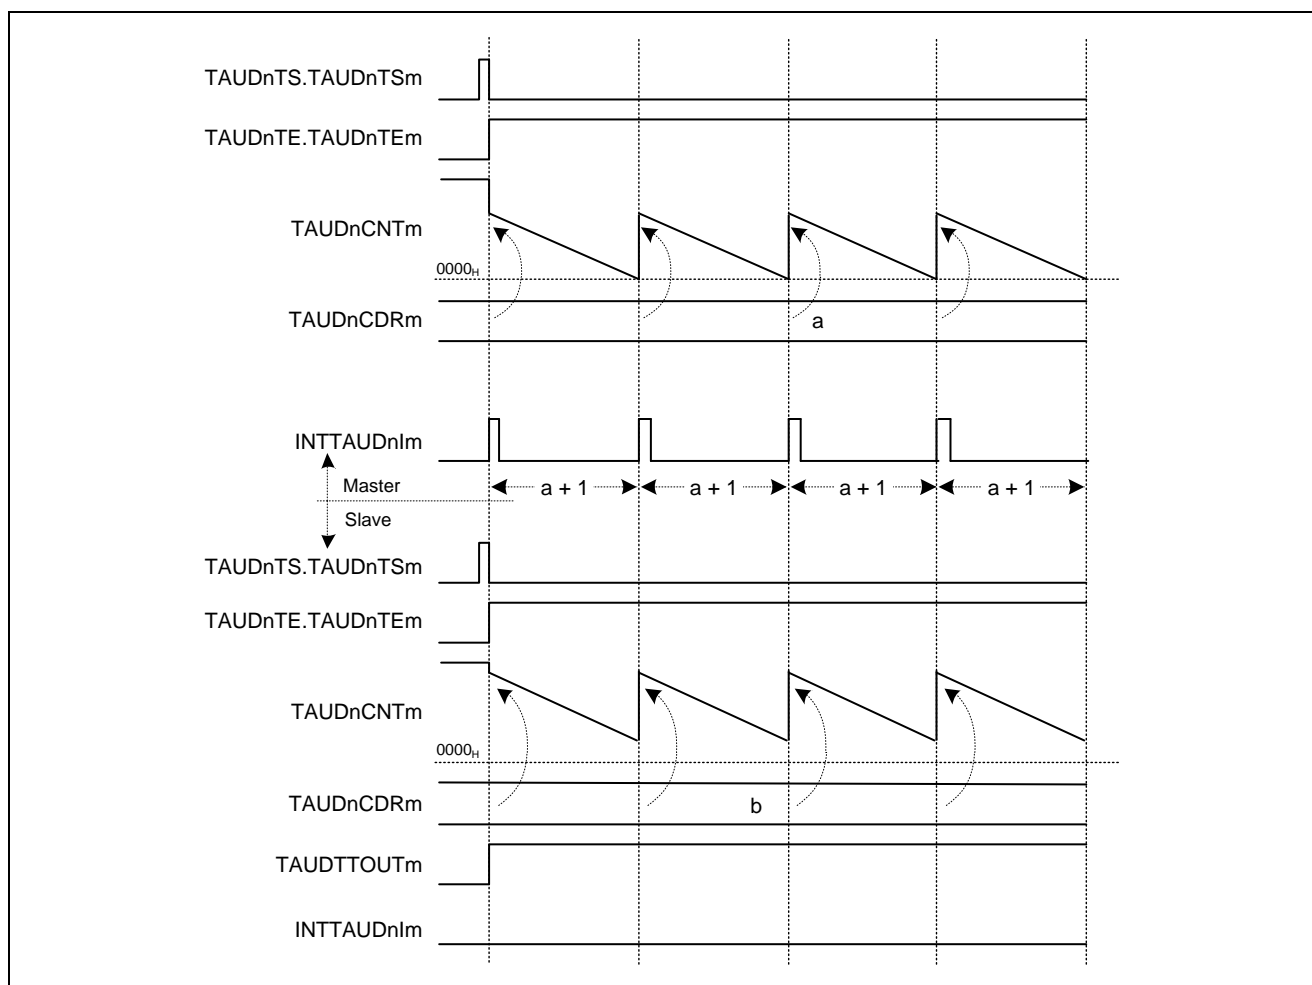 TAUDnTS.TAUDnTSm
TAUDnTE.TAUDnTEm
TAUDnCNTm
0000H
TAUDnCDRm
a
INTTAUDnIm
Master
a + 1 a + 1 a + 1 a + 1
Slave
TAUDnTS.TAUDnTSm
TAUDnTE.TAUDnTEm
TAUDnCNTm
0000H
TAUDnCDRm
b
TAUDTTOUTm
INTTAUDnIm